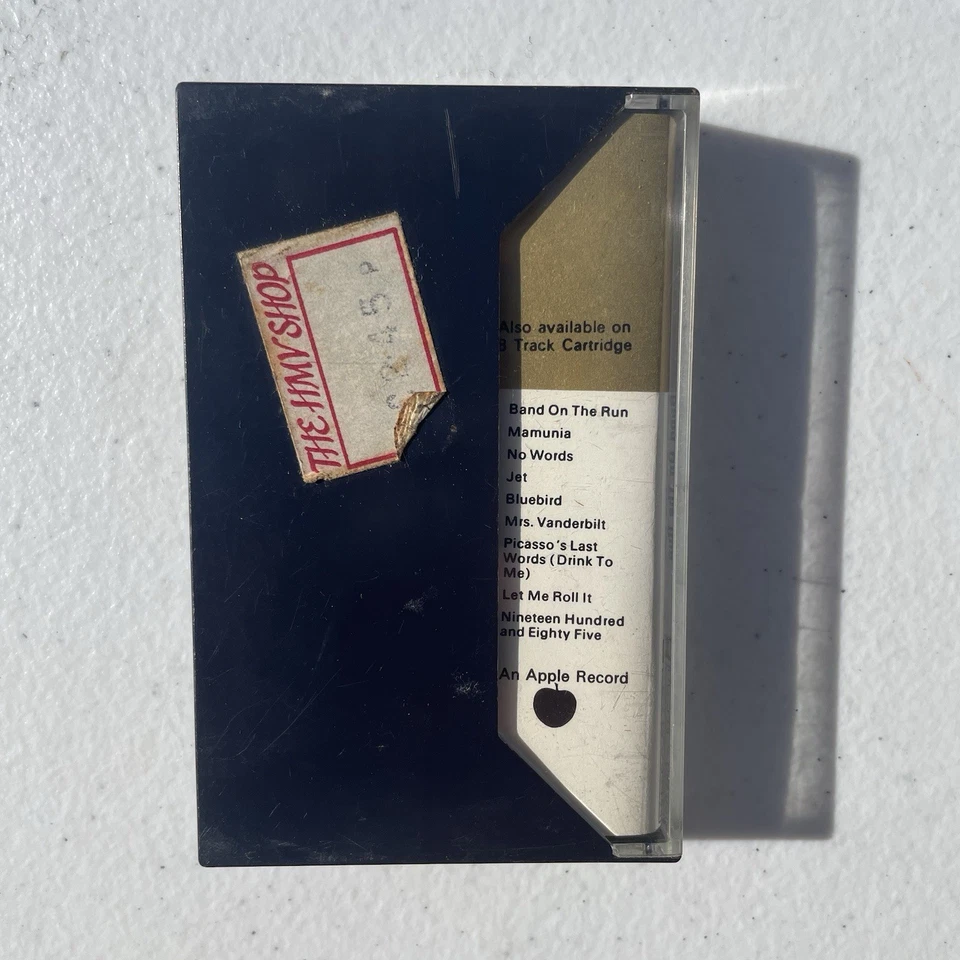 THE HMV SHOP
Also available on
8 Track Cartridge
Band On The Run
Mamunia
No Words
Jet
Bluebird
Mrs. Vanderbilt
Picasso's Last
Words (Drink To
Me)
Let Me Roll It
Nineteen Hundred
and Eighty Five
An Apple Record